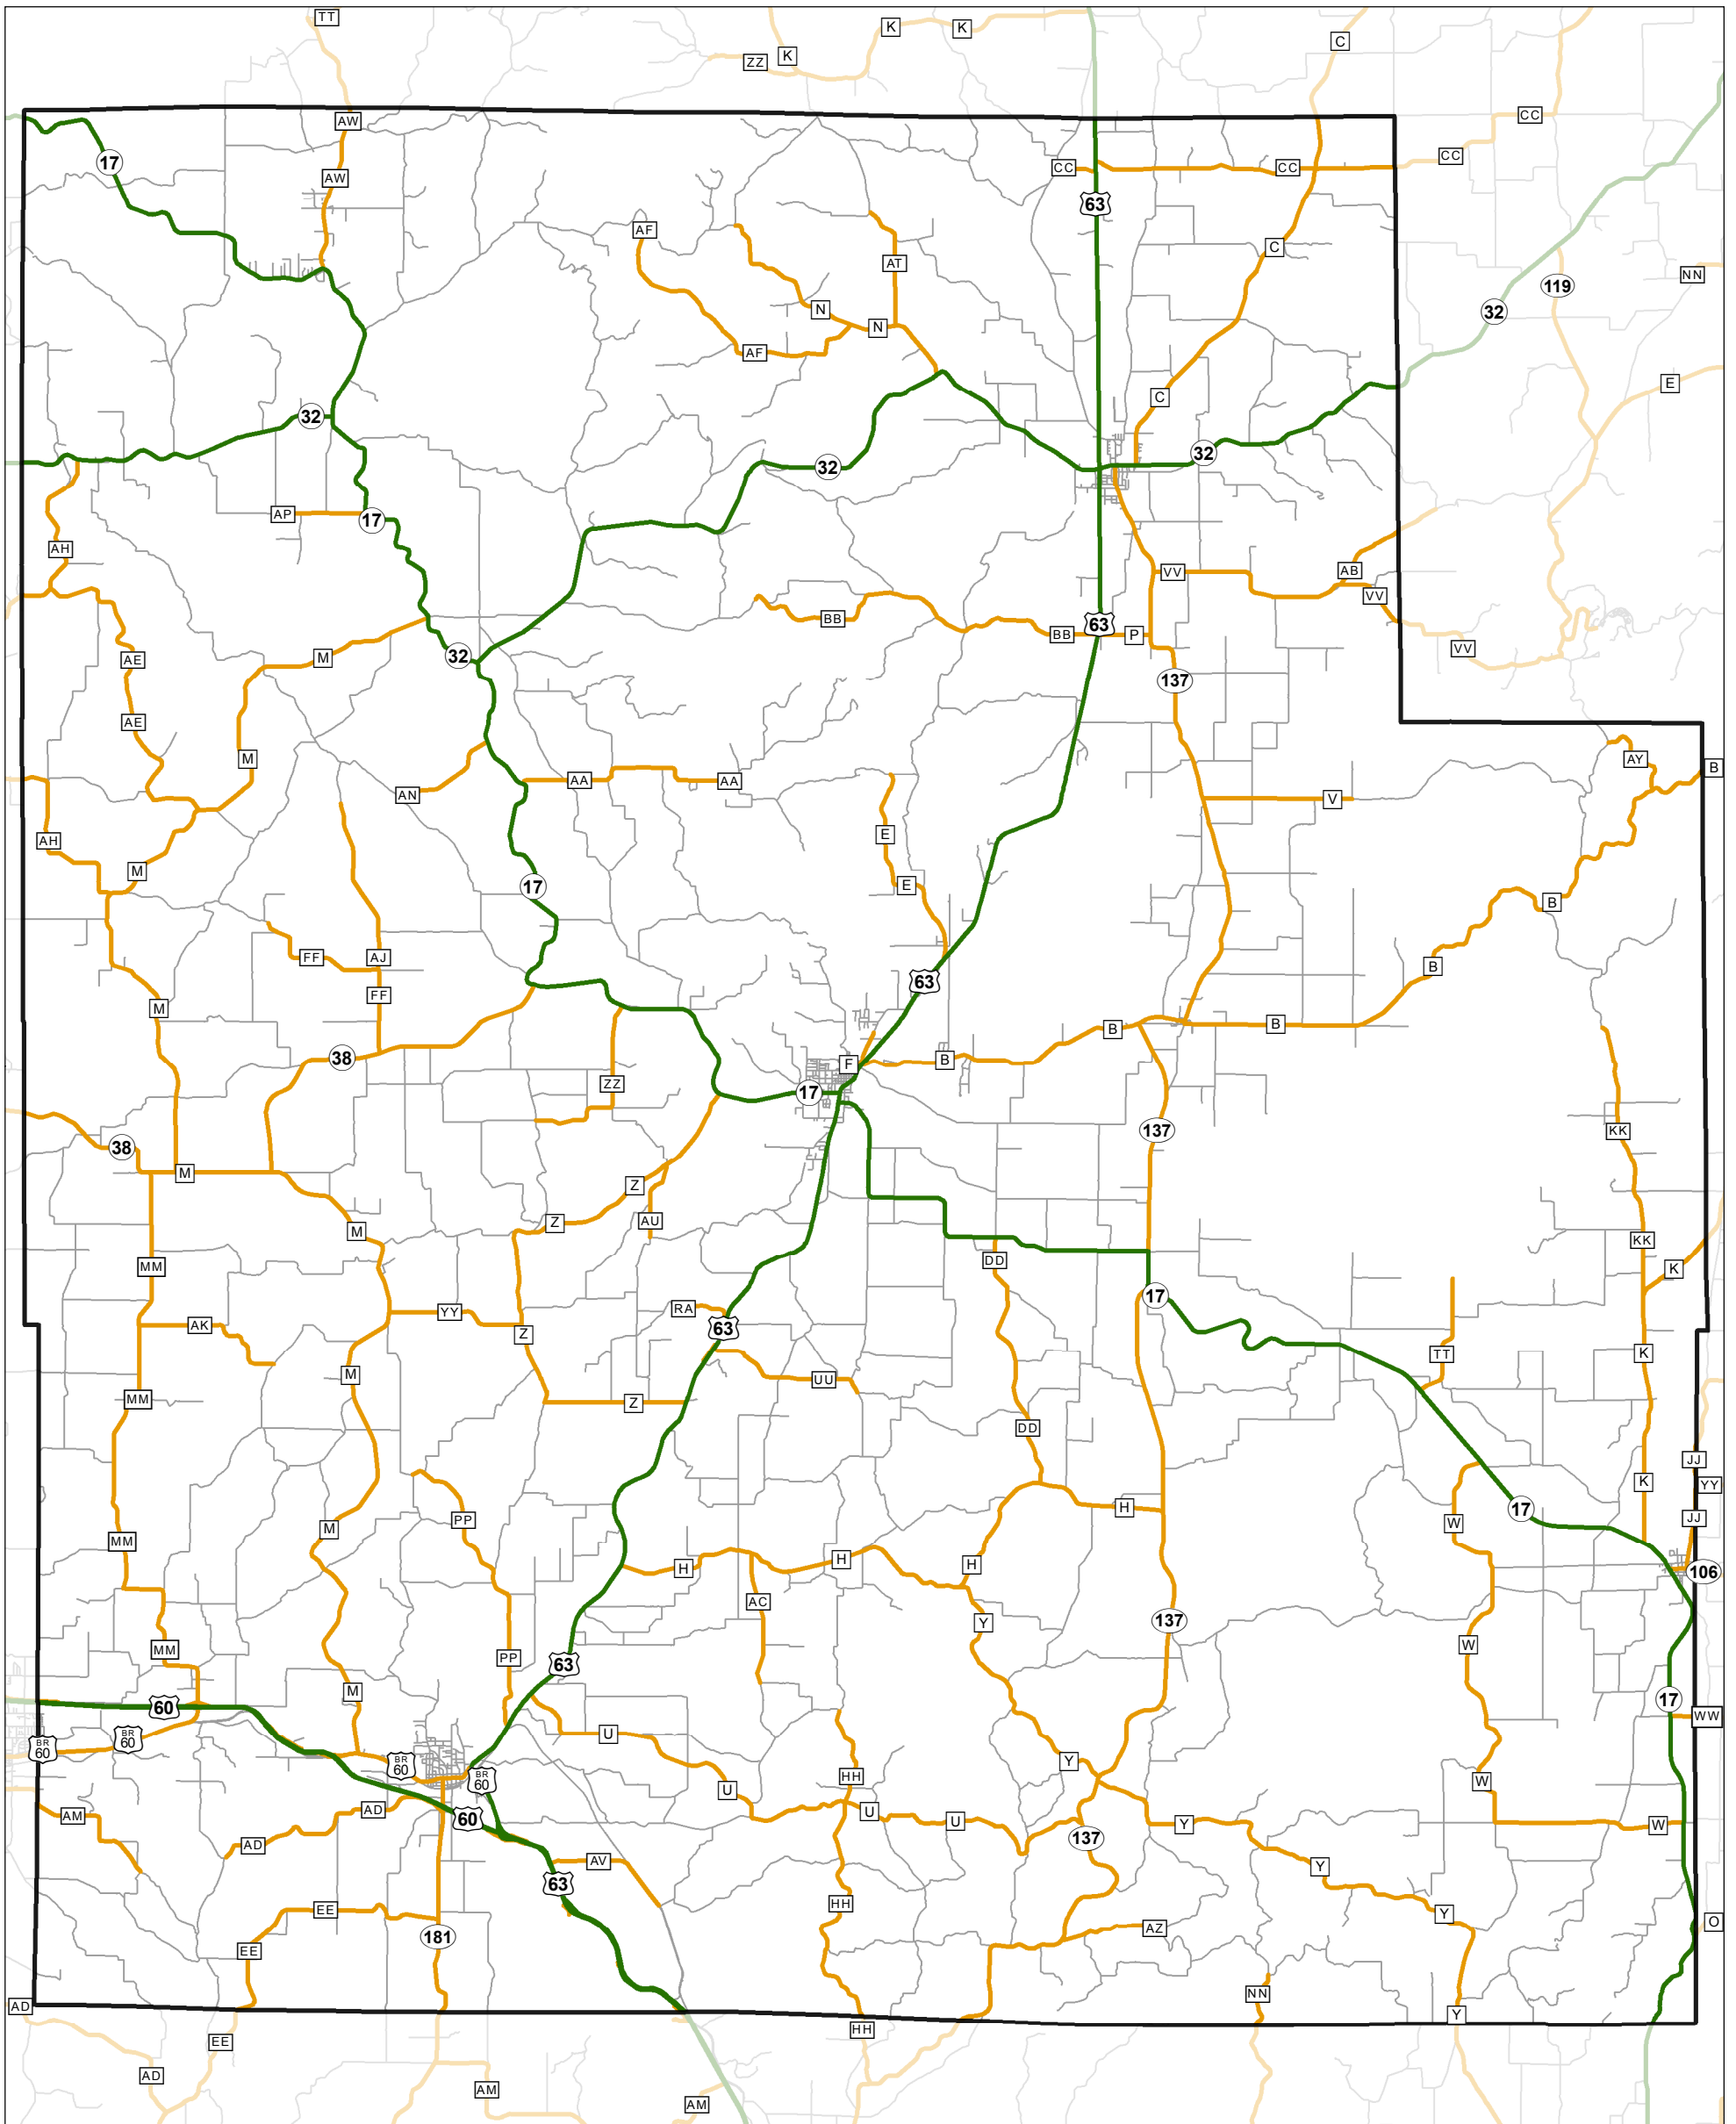 TT
K
K
K
ZZ
C
CC
CC
AW
17
CC
CC
AW
63
AF
C
AT
NN
119
N
32
N
AF
E
C
32
32
32
AP
17
AH
AB
VV
VV
BB
63
BB
P
VV
32
M
AE
137
AE
M
AY
B
AA
AA
AN
V
E
AH
M
17
E
B
FF
AJ
B
63
FF
M
B
B
38
B
F
ZZ
17
137
KK
38
M
Z
AU
Z
M
KK
DD
MM
K
17
RA
YY
AK
63
Z
K
TT
M
UU
MM
Z
DD
JJ
K
YY
H
17
PP
JJ
W
M
MM
H
H
H
106
AC
137
Y
W
MM
PP
63
M
17
60
WW
U
BR
60
BR
60
Y
BR
60
HH
BR
60
W
U
AD
U
AM
60
U
Y
W
137
AD
AV
Y
63
HH
EE
Y
O
AZ
181
EE
NN
AD
Y
HH
EE
AD
AM
AM